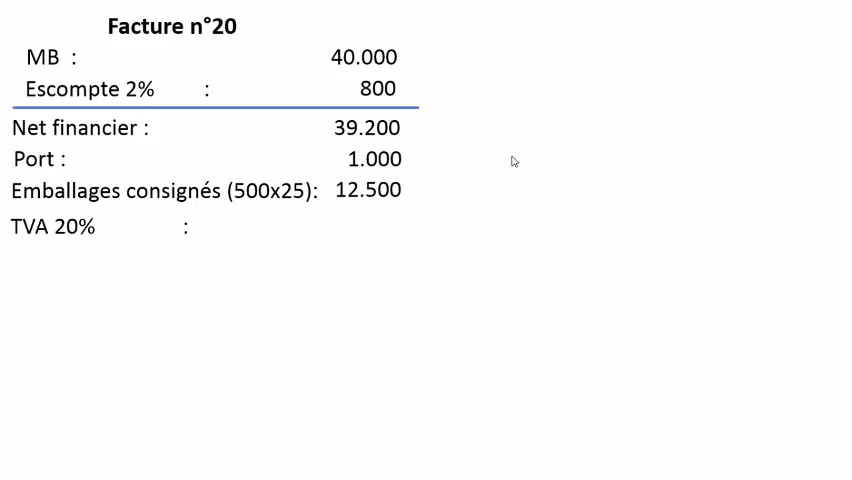 Facture n°20
MB : 40.000
Escompte 2% : 800
Net financier : 39.200
Port : 1.000
Emballages consignés (500x25): 12.500
TVA 20% :